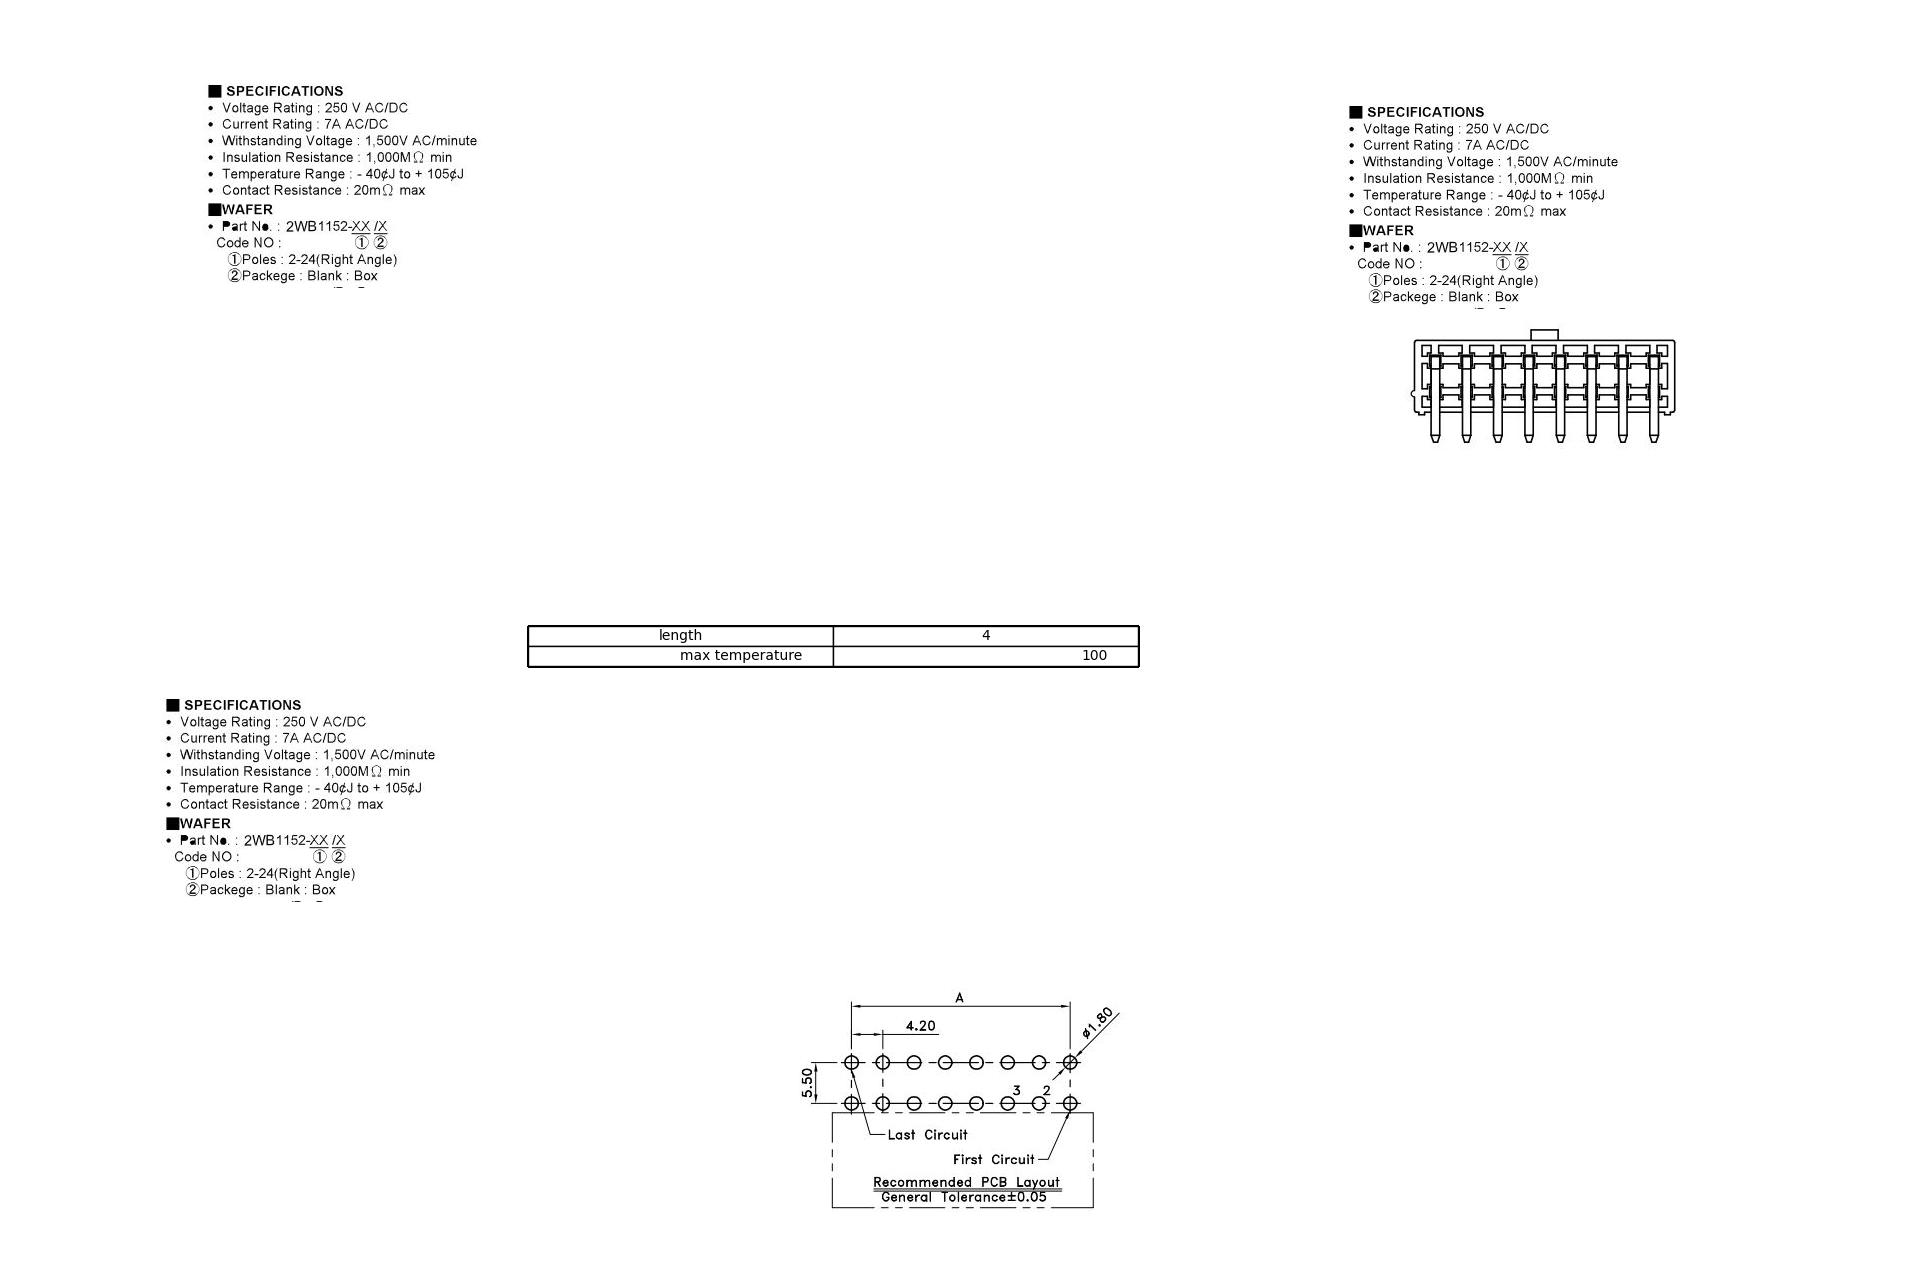 ■ SPECIFICATIONS
• Voltage Rating : 250 V AC/DC
• Current Rating : 7A AC/DC
• Withstanding Voltage : 1,500V AC/minute
• Insulation Resistance : 1,000MΩ min
• Temperature Range : - 40¢J to + 105¢J
• Contact Resistance : 20mΩ max
■WAFER
• Part No. : 2WB1152-XX /X
Code NO : ① ②
①Poles : 2-24(Right Angle)
②Packege : Blank : Box
■ SPECIFICATIONS
• Voltage Rating : 250 V AC/DC
• Current Rating : 7A AC/DC
• Withstanding Voltage : 1,500V AC/minute
• Insulation Resistance : 1,000MΩ min
• Temperature Range : - 40¢J to + 105¢J
• Contact Resistance : 20mΩ max
■WAFER
• Part No. : 2WB1152-XX /X
Code NO : ① ②
①Poles : 2-24(Right Angle)
②Packege : Blank : Box
length 4
max temperature 100
■ SPECIFICATIONS
• Voltage Rating : 250 V AC/DC
• Current Rating : 7A AC/DC
• Withstanding Voltage : 1,500V AC/minute
• Insulation Resistance : 1,000MΩ min
• Temperature Range : - 40¢J to + 105¢J
• Contact Resistance : 20mΩ max
■WAFER
• Part No. : 2WB1152-XX /X
Code NO : ① ②
①Poles : 2-24(Right Angle)
②Packege : Blank : Box
A
4.20
ø1.80
5.50
3 2
Last Circuit
First Circuit
Recommended PCB Layout
General Tolerance±0.05